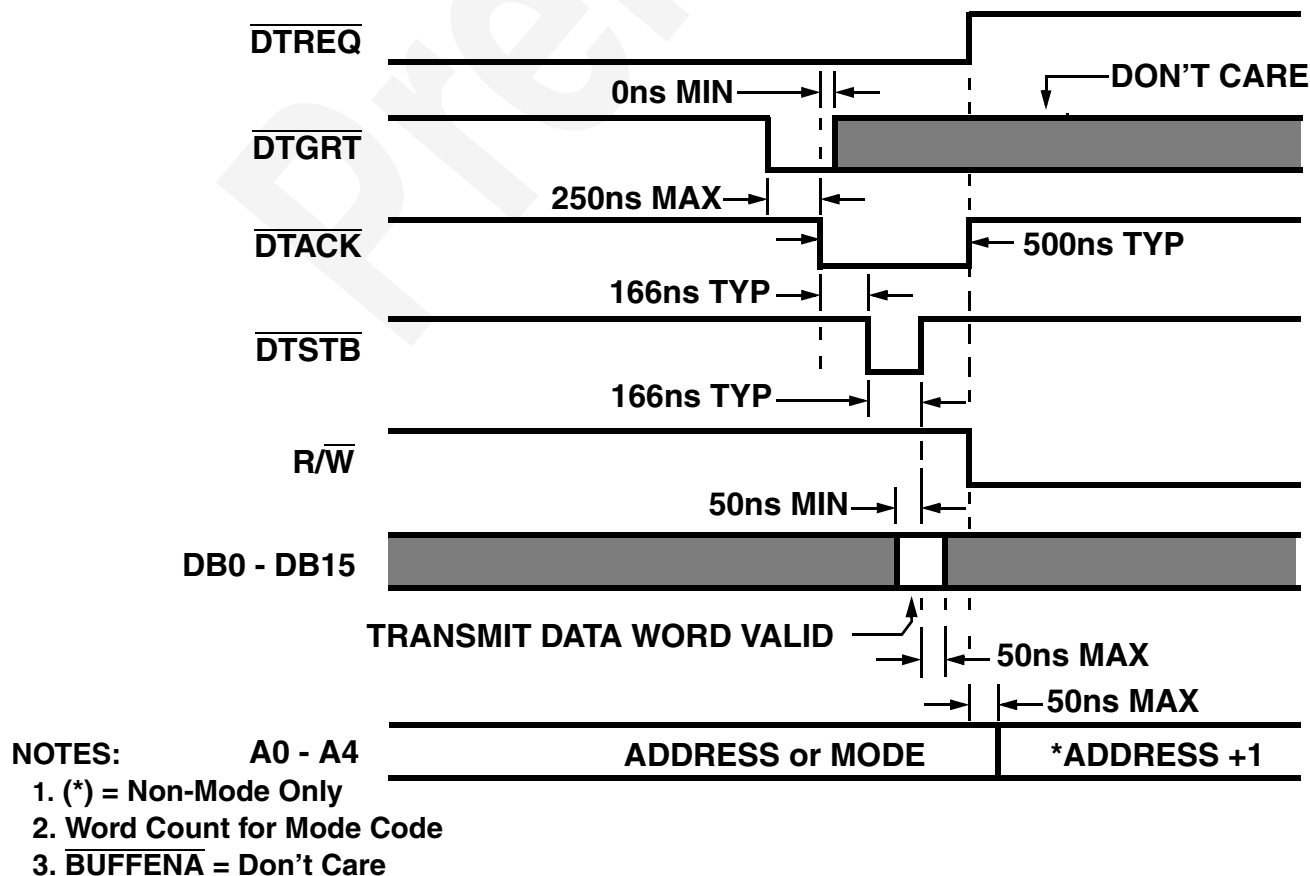 DTREQ
DON'T CARE
0ns MIN
DTGRT
250ns MAX
DTACK
500ns TYP
166ns TYP
DTSTB
166ns TYP
R/W
50ns MIN
DB0 - DB15
TRANSMIT DATA WORD VALID
50ns MAX
50ns MAX
NOTES: A0 - A4 ADDRESS or MODE *ADDRESS +1
1. (*) = Non-Mode Only
2. Word Count for Mode Code
3. BUFFENA = Don't Care